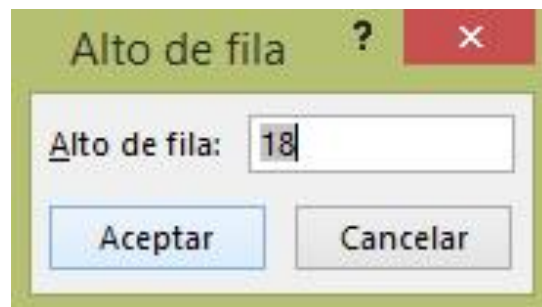 Alto de fila ? ×
Alto de fila: 18
Aceptar Cancelar